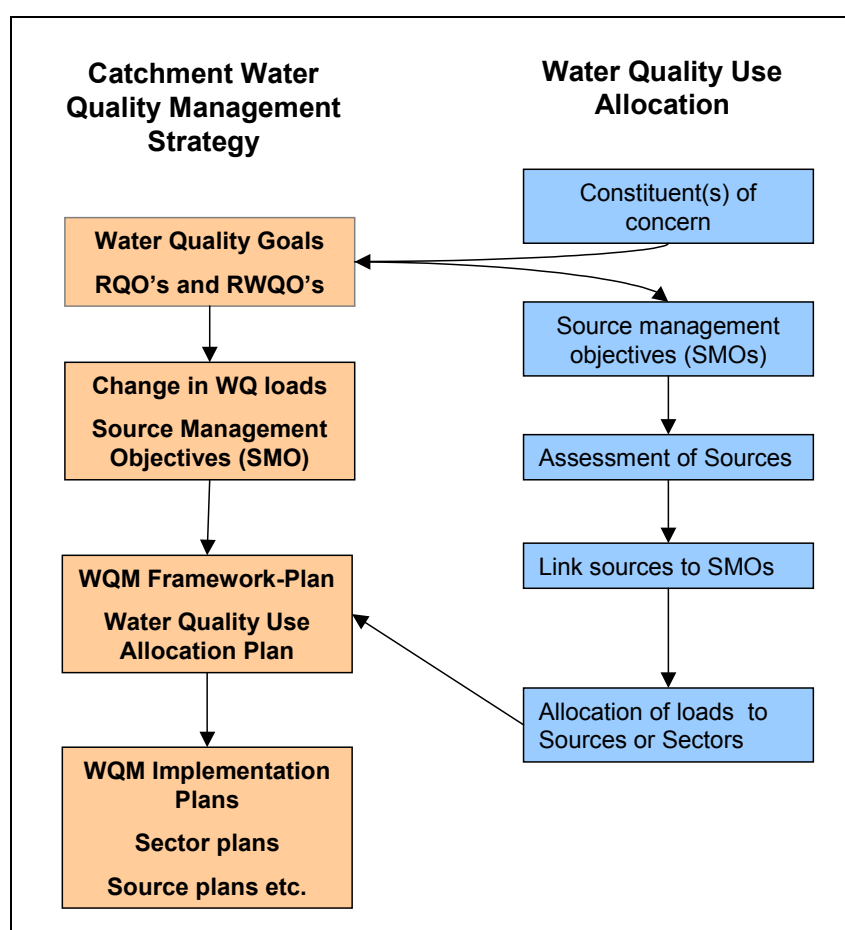 Catchment Water
Quality Management
Strategy
Water Quality Goals
RQO's and RWQO's
Change in WQ loads
Source Management
Objectives (SMO)
WQM Framework-Plan
Water Quality Use
Allocation Plan
WQM Implementation
Plans
Sector plans
Source plans etc.
Water Quality Use
Allocation
Constituent(s) of
concern
Source management
objectives (SMOs)
Assessment of Sources
Link sources to SMOs
Allocation of loads to
Sources or Sectors